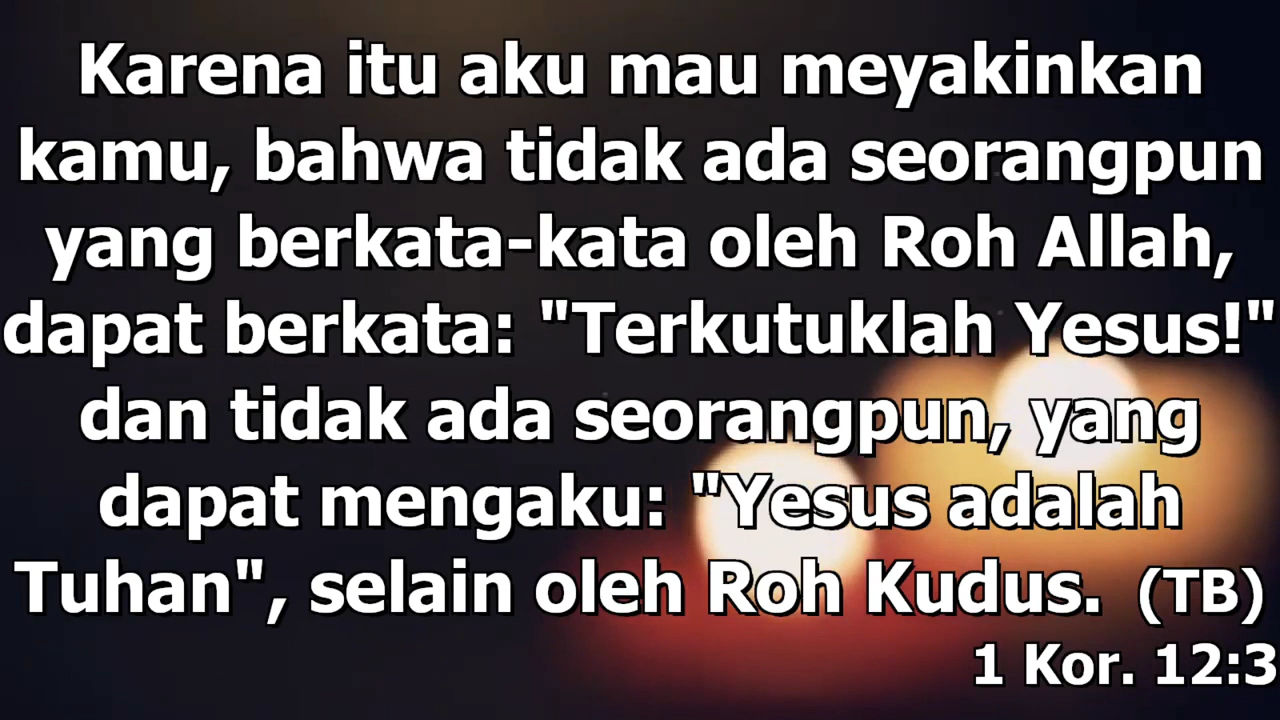 Karena itu aku mau meyakinkan
kamu, bahwa tidak ada seorangpun
yang berkata-kata oleh Roh Allah,
dapat berkata: "Terkutuklah Yesus!"
dan tidak ada seorangpun, yang
dapat mengaku: "Yesus adalah
Tuhan", selain oleh Roh Kudus. (TB)
1 Kor. 12:3